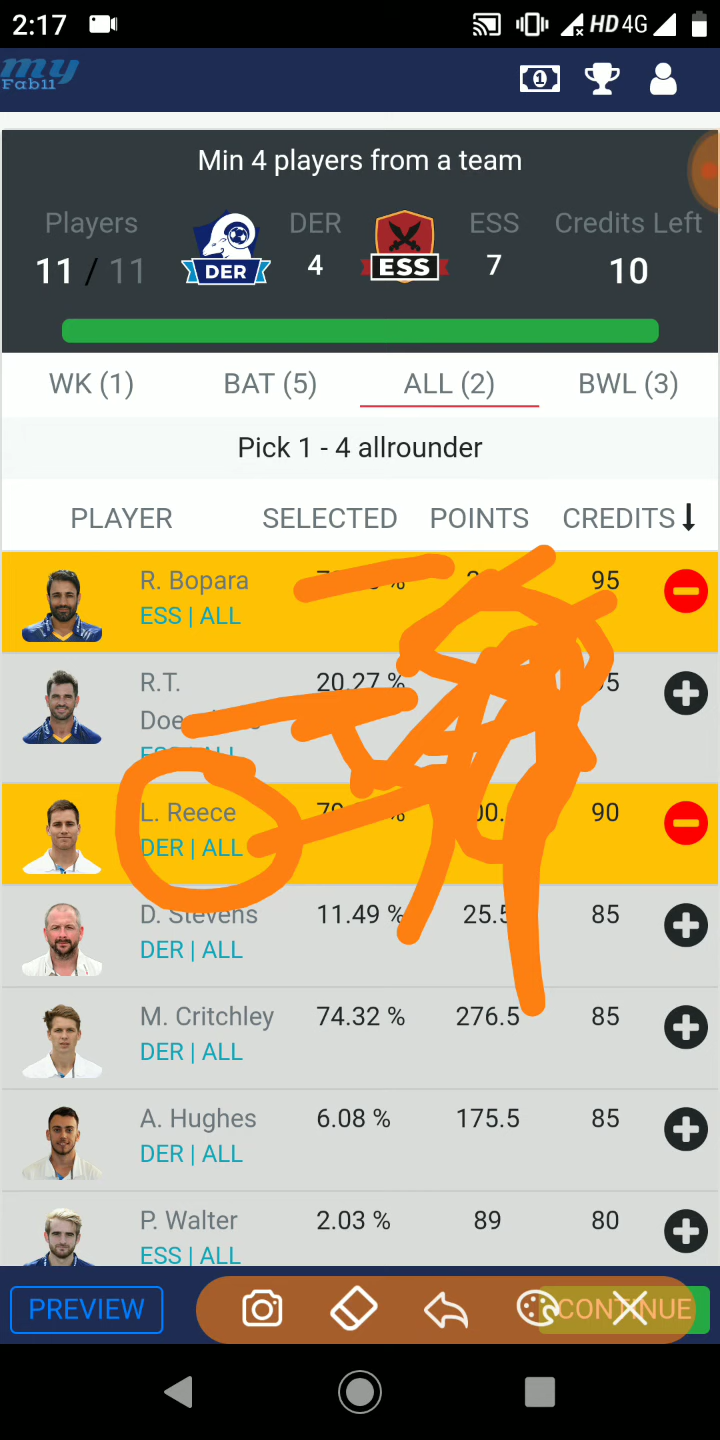 2:17 HD 4G
my
Fab11
1
Min 4 players from a team
Players DER ESS Credits Left
11 / 11 DER 4 ESS 7 10
WK (1) BAT (5) ALL (2) BWL (3)
Pick 1 - 4 allrounder
PLAYER SELECTED POINTS CREDITS
R. Bopara 95
ESS | ALL
R.T. 20.27 %
L. Reece 90
DER | ALL
D. Stevens 11.49 % 85
DER | ALL
M. Critchley 74.32 % 276.5 85
DER | ALL
A. Hughes 6.08 % 175.5 85
DER | ALL
P. Walter 2.03 % 89 80
ESS | ALL
PREVIEW CONTINUE